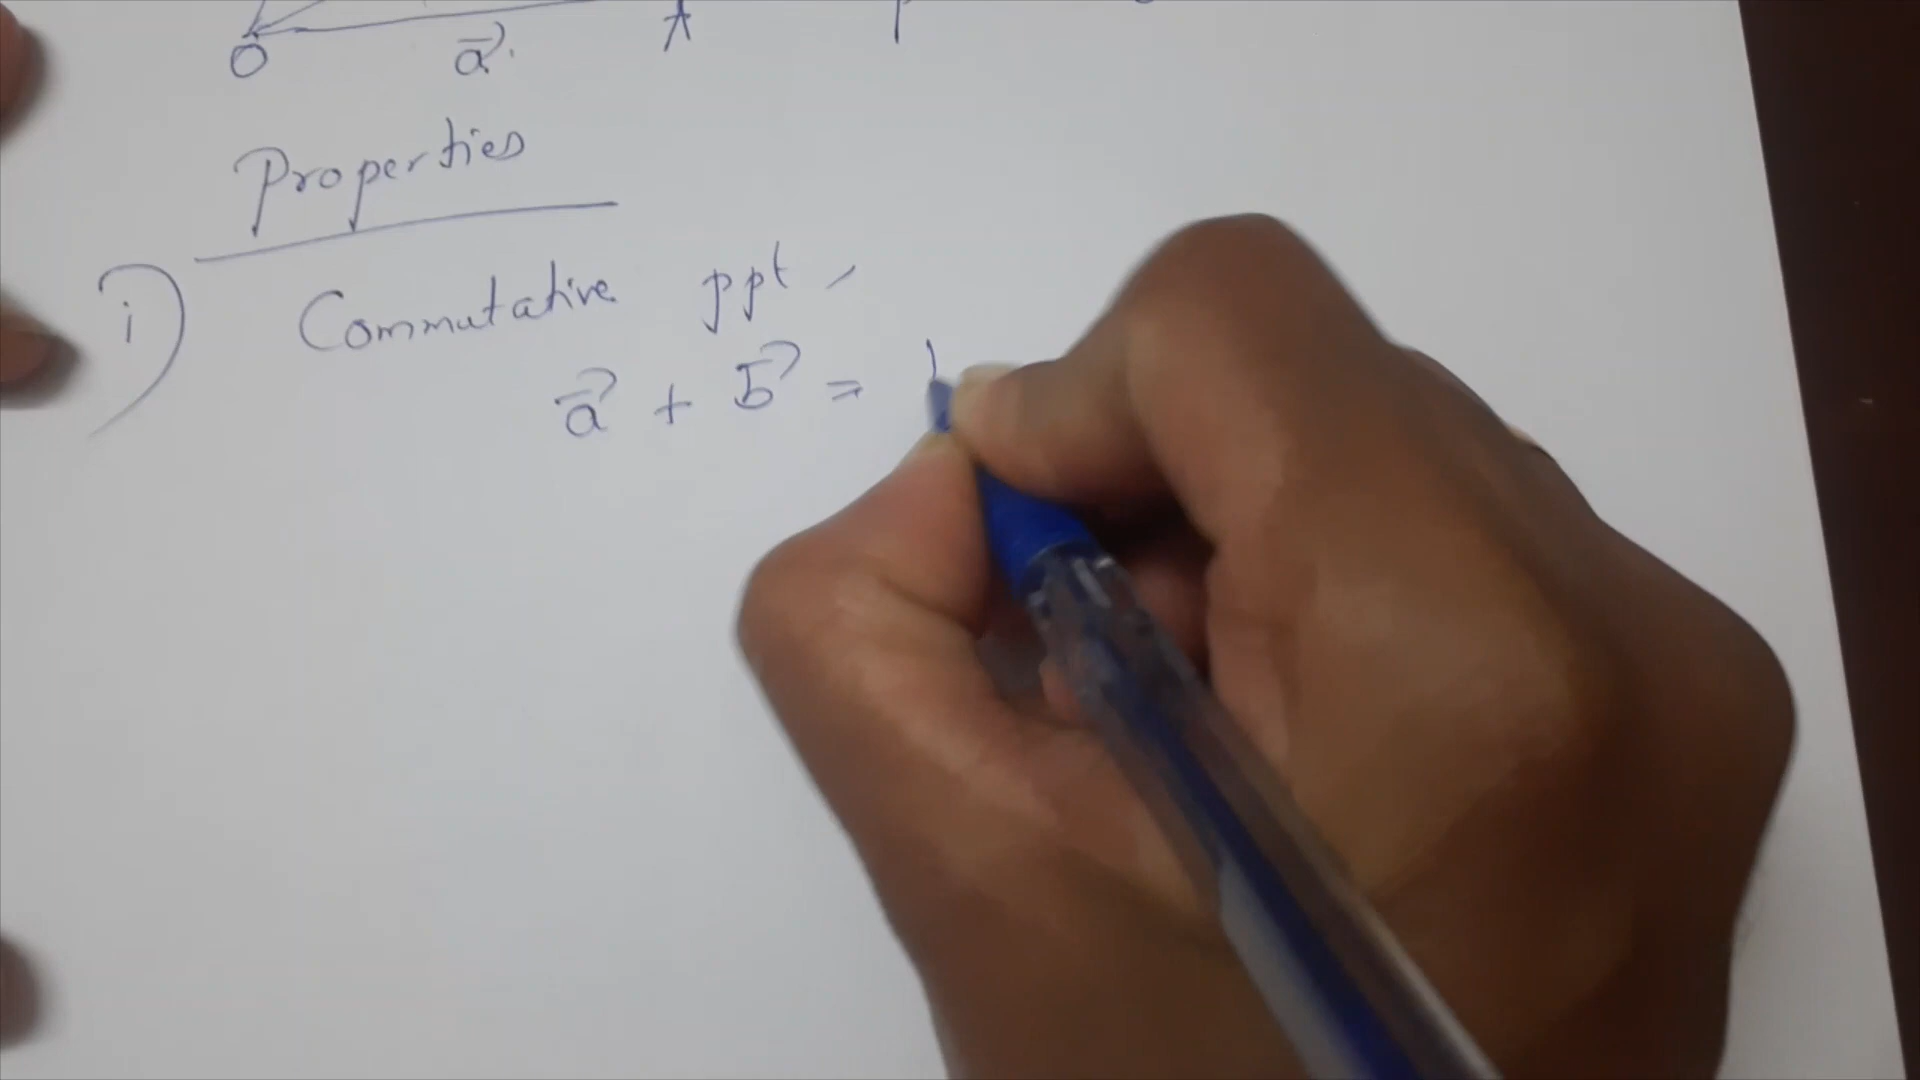 O a⃗ A
Properties
i) Commutative ppt -
a⃗ + b⃗ =